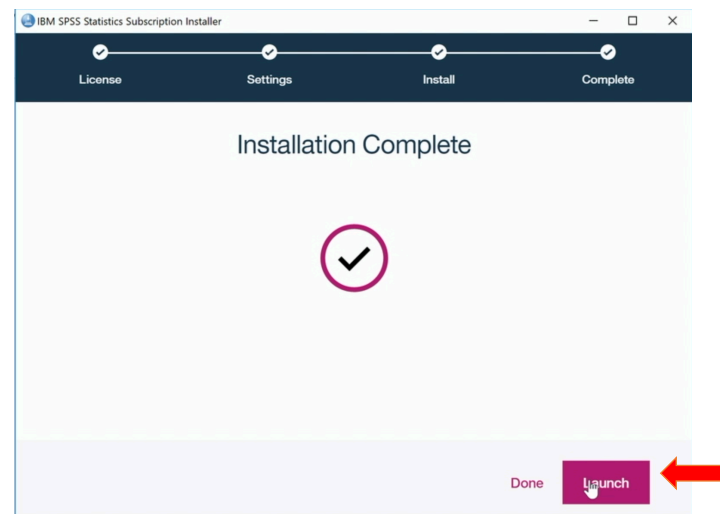 IBM SPSS Statistics Subscription Installer
License Settings Install Complete
Installation Complete
Done Launch